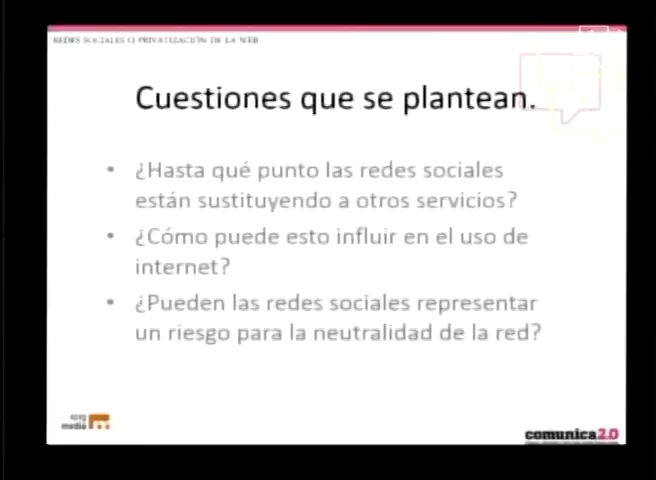 REDES SOCIALES O PRIVATIZACIÓN DE LA WEB
Cuestiones que se plantean.
• ¿Hasta qué punto las redes sociales
están sustituyendo a otros servicios?
• ¿Cómo puede esto influir en el uso de
internet?
• ¿Pueden las redes sociales representar
un riesgo para la neutralidad de la red?
media
comunica2.0